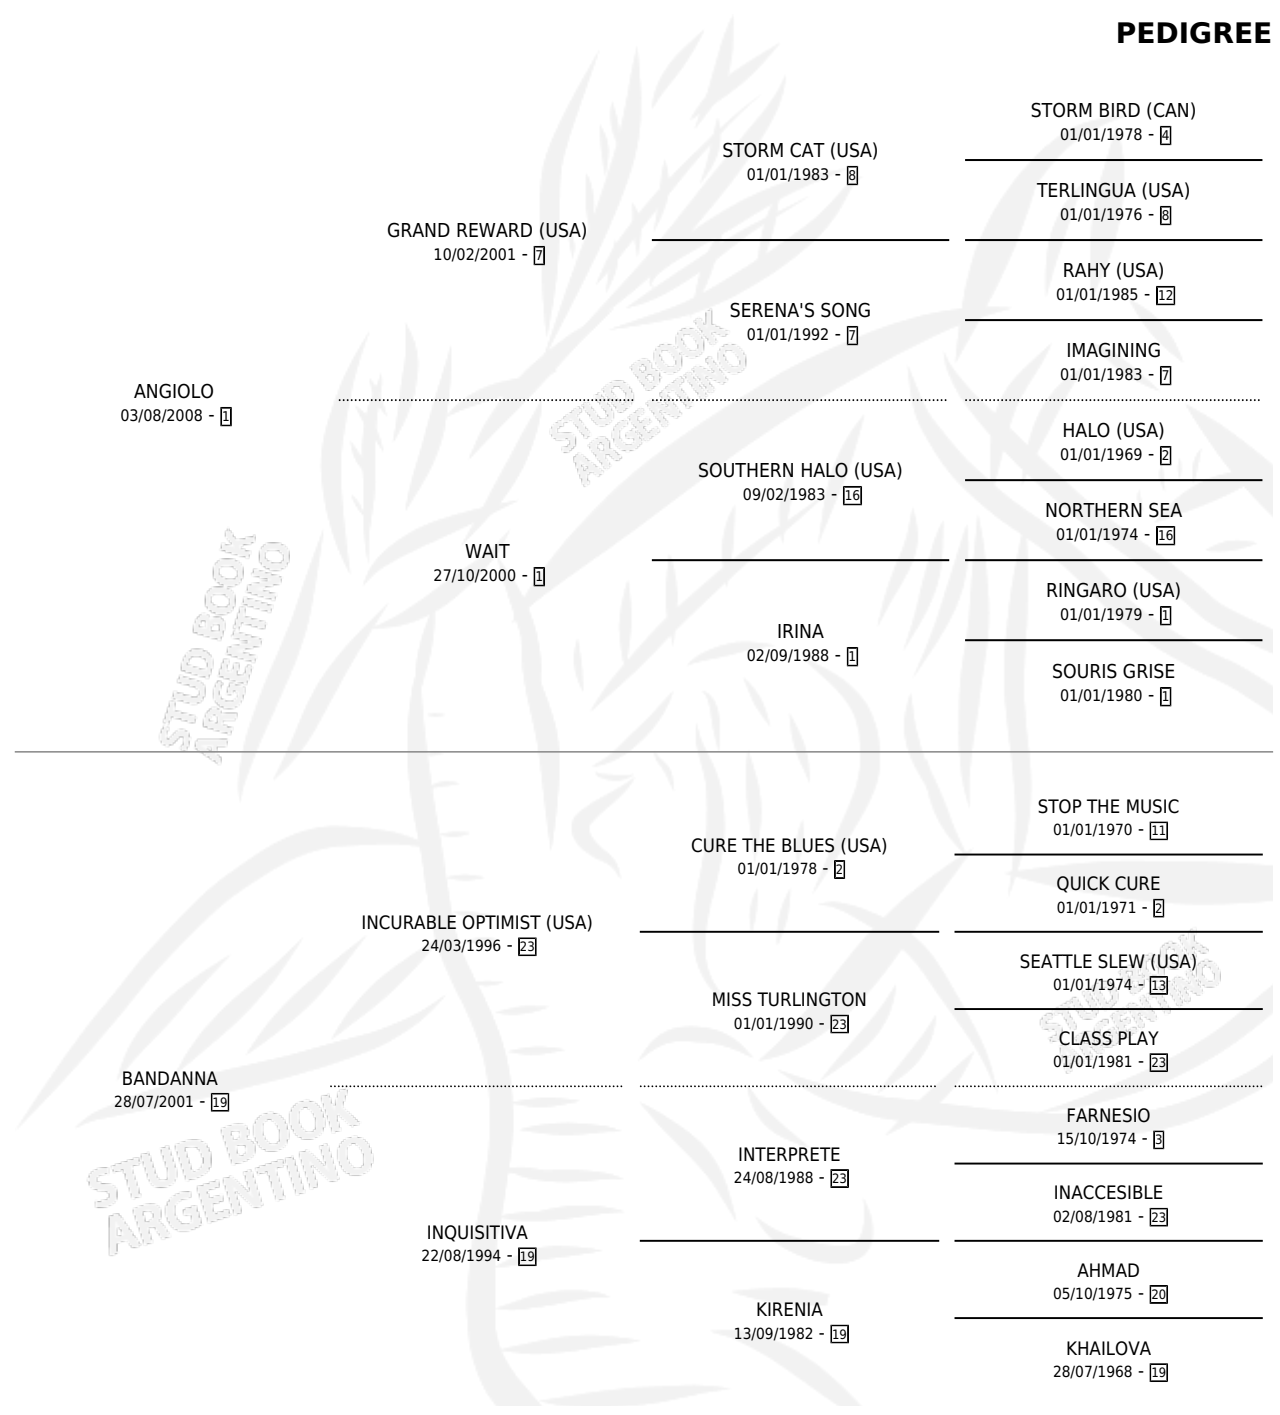 PEDIGREE
STORM BIRD (CAN)
01/01/1978 - 4
STORM CAT (USA)
01/01/1983 - 8
TERLINGUA (USA)
01/01/1976 - 8
GRAND REWARD (USA)
10/02/2001 - 7
RAHY (USA)
01/01/1985 - 12
SERENA'S SONG
01/01/1992 - 7
IMAGINING
01/01/1983 - 7
ANGIOLO
03/08/2008 - 1
HALO (USA)
01/01/1969 - 2
SOUTHERN HALO (USA)
09/02/1983 - 16
NORTHERN SEA
01/01/1974 - 16
WAIT
27/10/2000 - 1
RINGARO (USA)
01/01/1979 - 1
IRINA
02/09/1988 - 1
SOURIS GRISE
01/01/1980 - 1
STOP THE MUSIC
01/01/1970 - 11
CURE THE BLUES (USA)
01/01/1978 - 2
QUICK CURE
01/01/1971 - 2
INCURABLE OPTIMIST (USA)
24/03/1996 - 23
SEATTLE SLEW (USA)
01/01/1974 - 13
MISS TURLINGTON
01/01/1990 - 23
CLASS PLAY
01/01/1981 - 23
BANDANNA
28/07/2001 - 19
FARNESIO
15/10/1974 - 3
INTERPRETE
24/08/1988 - 23
INACCESIBLE
02/08/1981 - 23
INQUISITIVA
22/08/1994 - 19
AHMAD
05/10/1975 - 20
KIRENIA
13/09/1982 - 19
KHAILOVA
28/07/1968 - 19
STUD BOOK
ARGENTINO
STUD BOOK
ARGENTINO
STUD BOOK
ARGENTINO
STUD BOOK
ARGENTINO